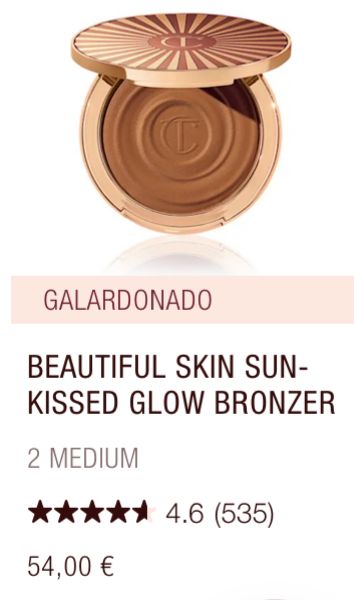 GALARDONADO
BEAUTIFUL SKIN SUN-
KISSED GLOW BRONZER
2 MEDIUM
4.6 (535)
54,00 €